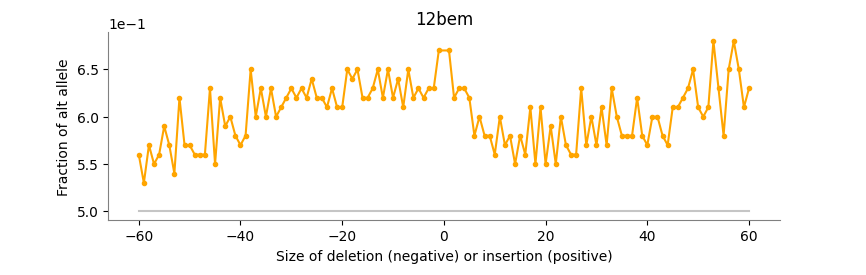 12bem
1e−1
Fraction of alt allele
6.5
6.0
5.5
5.0
−60
−40
−20
0
20
40
60
Size of deletion (negative) or insertion (positive)